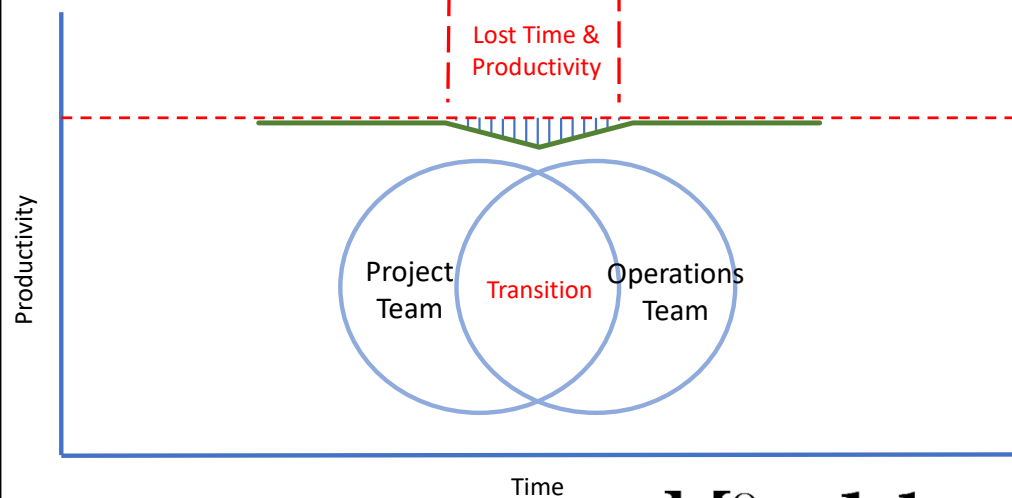 Lost Time &
Productivity
Productivity
Project
Team
Transition
Operations
Team
Time